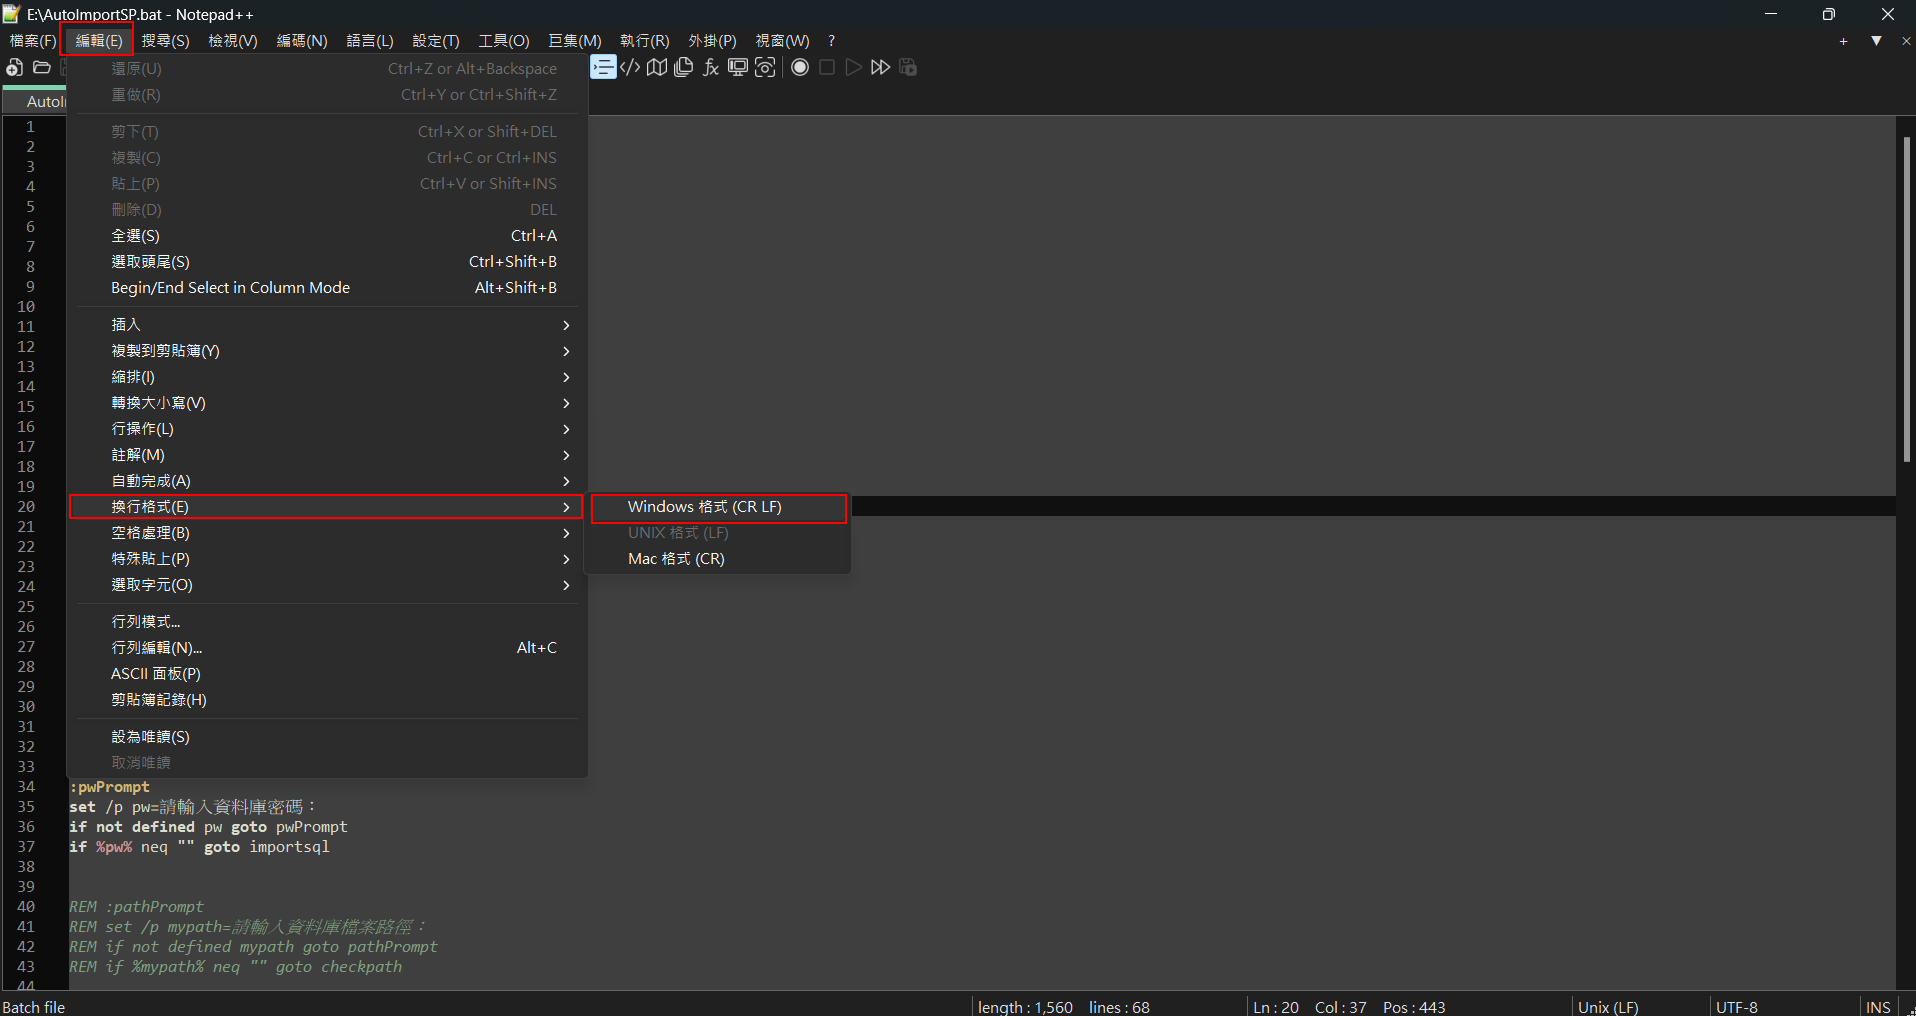 E:\AutoImportSP.bat - Notepad++
檔案(F) 編輯(E) 搜尋(S) 檢視(V) 編碼(N) 語言(L) 設定(T) 工具(O) 巨集(M) 執行(R) 外掛(P) 視窗(W) ?
還原(U) Ctrl+Z or Alt+Backspace
重做(R) Ctrl+Y or Ctrl+Shift+Z
剪下(T) Ctrl+X or Shift+DEL
複製(C) Ctrl+C or Ctrl+INS
貼上(P) Ctrl+V or Shift+INS
刪除(D) DEL
全選(S) Ctrl+A
選取頭尾(S) Ctrl+Shift+B
Begin/End Select in Column Mode Alt+Shift+B
插入
複製到剪貼簿(Y)
縮排(I)
轉換大小寫(V)
行操作(L)
註解(M)
自動完成(A)
換行格式(E)
空格處理(B)
特殊貼上(P)
選取字元(O)
行列模式...
行列編輯(N)... Alt+C
ASCII 面板(P)
剪貼簿記錄(H)
設為唯讀(S)
取消唯讀
Windows 格式 (CR LF)
UNIX 格式 (LF)
Mac 格式 (CR)
AutoI
1
2
3
4
5
6
7
8
9
10
11
12
13
14
15
16
17
18
19
20
21
22
23
24
25
26
27
28
29
30
31
32
33
34 :pwPrompt
35 set /p pw=請輸入資料庫密碼：
36 if not defined pw goto pwPrompt
37 if %pw% neq "" goto importsql
38
39
40 REM :pathPrompt
41 REM set /p mypath=請輸入資料庫檔案路徑：
42 REM if not defined mypath goto pathPrompt
43 REM if %mypath% neq "" goto checkpath
44
Batch file length : 1,560 lines : 68 Ln : 20 Col : 37 Pos : 443 Unix (LF) UTF-8 INS